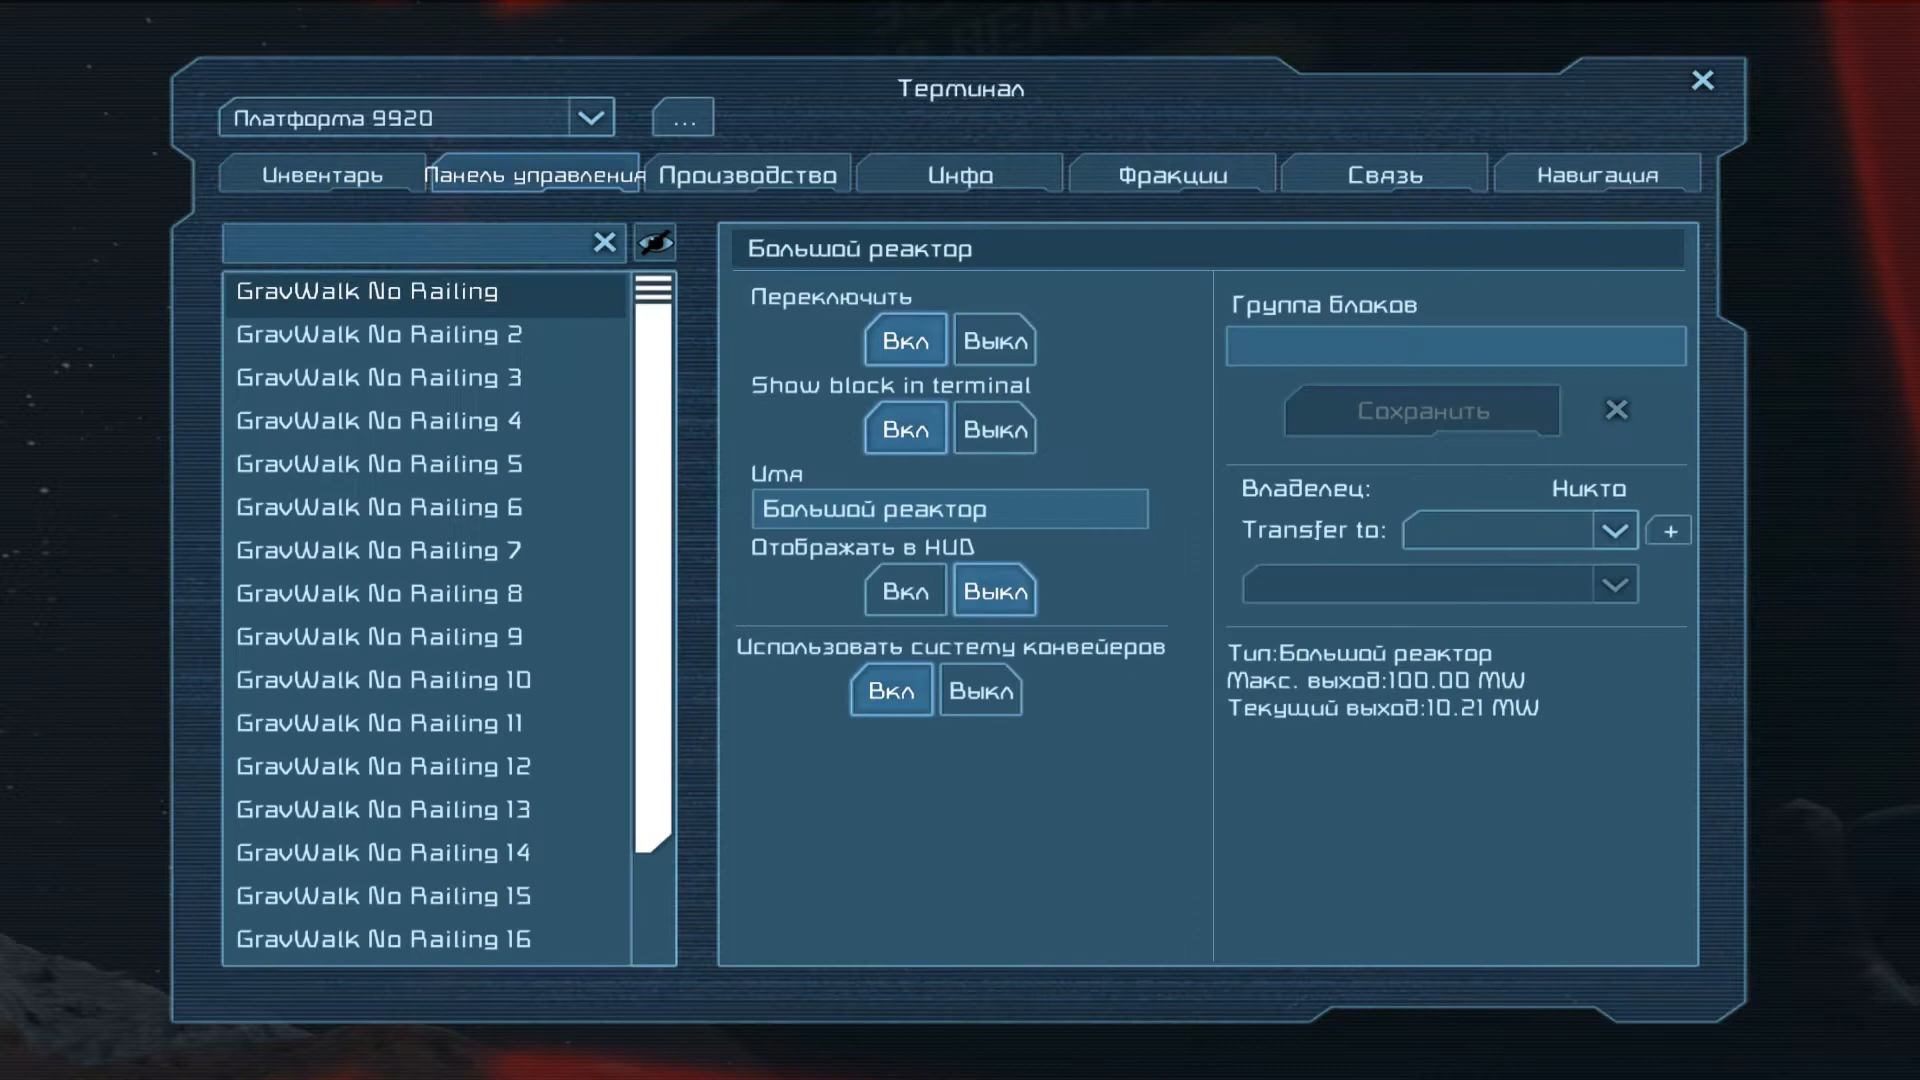 Терминал
Платформа 9920
...
Инвентарь
Панель управления
Производство
Инфо
Фракции
Связь
Навигация
GravWalk No Railing
GravWalk No Railing 2
GravWalk No Railing 3
GravWalk No Railing 4
GravWalk No Railing 5
GravWalk No Railing 6
GravWalk No Railing 7
GravWalk No Railing 8
GravWalk No Railing 9
GravWalk No Railing 10
GravWalk No Railing 11
GravWalk No Railing 12
GravWalk No Railing 13
GravWalk No Railing 14
GravWalk No Railing 15
GravWalk No Railing 16
Большой реактор
Переключить
Вкл Выкл
Show block in terminal
Вкл Выкл
Имя
Большой реактор
Отображать в HUD
Вкл Выкл
Использовать систему конвейеров
Вкл Выкл
Группа блоков
Сохранить
Владелец: Никто
Transfer to:
+
Тип:Большой реактор
Макс. выход:100.00 MW
Текущий выход:10.21 MW